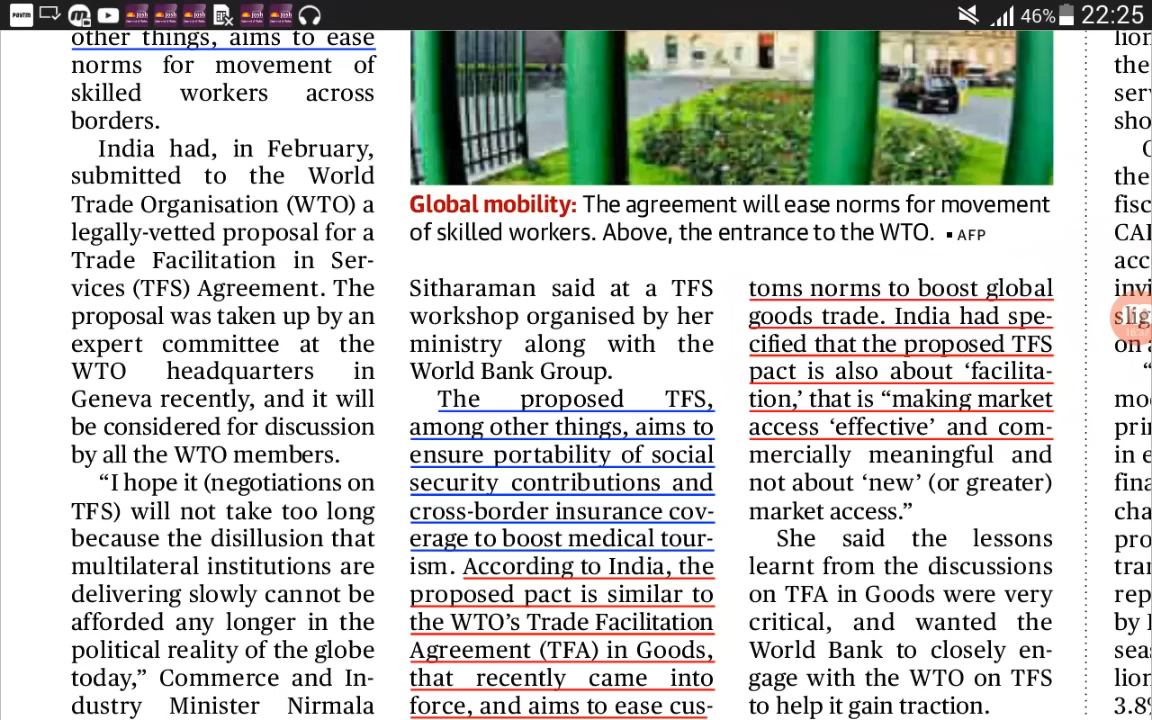 46% 22:25
other things, aims to ease
norms for movement of
skilled workers across
borders.
India had, in February,
submitted to the World
Trade Organisation (WTO) a
legally-vetted proposal for a
Trade Facilitation in Ser-
vices (TFS) Agreement. The
proposal was taken up by an
expert committee at the
WTO headquarters in
Geneva recently, and it will
be considered for discussion
by all the WTO members.
“I hope it (negotiations on
TFS) will not take too long
because the disillusion that
multilateral institutions are
delivering slowly cannot be
afforded any longer in the
political reality of the globe
today,” Commerce and In-
dustry Minister Nirmala
Global mobility: The agreement will ease norms for movement
of skilled workers. Above, the entrance to the WTO. ▪ AFP
Sitharaman said at a TFS
workshop organised by her
ministry along with the
World Bank Group.
The proposed TFS,
among other things, aims to
ensure portability of social
security contributions and
cross-border insurance cov-
erage to boost medical tour-
ism. According to India, the
proposed pact is similar to
the WTO’s Trade Facilitation
Agreement (TFA) in Goods,
that recently came into
force, and aims to ease cus-
toms norms to boost global
goods trade. India had spe-
cified that the proposed TFS
pact is also about ‘facilita-
tion,’ that is “making market
access ‘effective’ and com-
mercially meaningful and
not about ‘new’ (or greater)
market access.”
She said the lessons
learnt from the discussions
on TFA in Goods were very
critical, and wanted the
World Bank to closely en-
gage with the WTO on TFS
to help it gain traction.